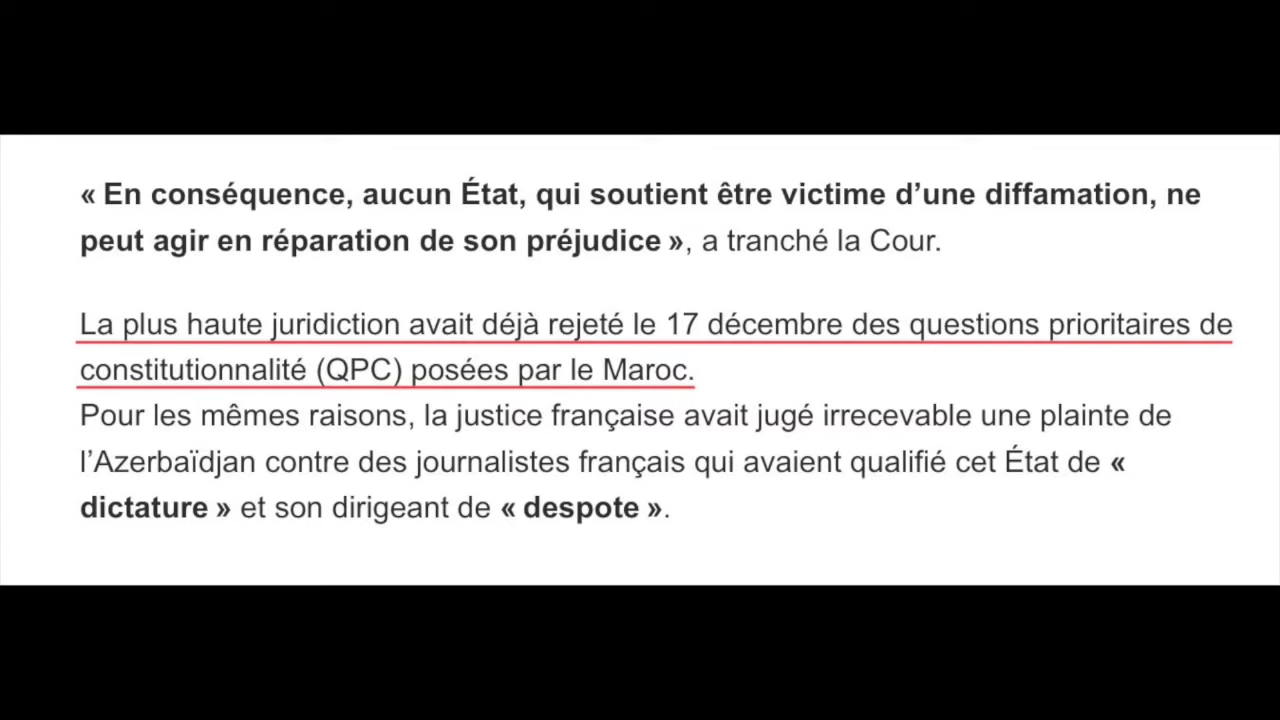 « En conséquence, aucun État, qui soutient être victime d’une diffamation, ne
peut agir en réparation de son préjudice », a tranché la Cour.
La plus haute juridiction avait déjà rejeté le 17 décembre des questions prioritaires de
constitutionnalité (QPC) posées par le Maroc.
Pour les mêmes raisons, la justice française avait jugé irrecevable une plainte de
l’Azerbaïdjan contre des journalistes français qui avaient qualifié cet État de «
dictature » et son dirigeant de « despote ».